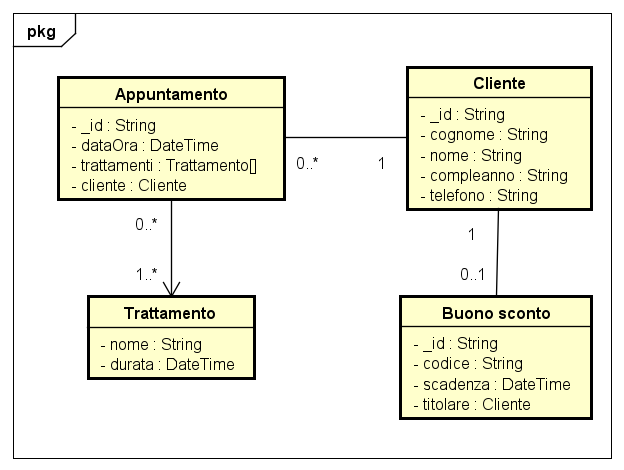 pkg
Appuntamento
- _id : String
- dataOra : DateTime
- trattamenti : Trattamento[]
- cliente : Cliente
Cliente
- _id : String
- cognome : String
- nome : String
- compleanno : String
- telefono : String
0..*
1
0..*
1..*
1
0..1
Trattamento
- nome : String
- durata : DateTime
Buono sconto
- _id : String
- codice : String
- scadenza : DateTime
- titolare : Cliente